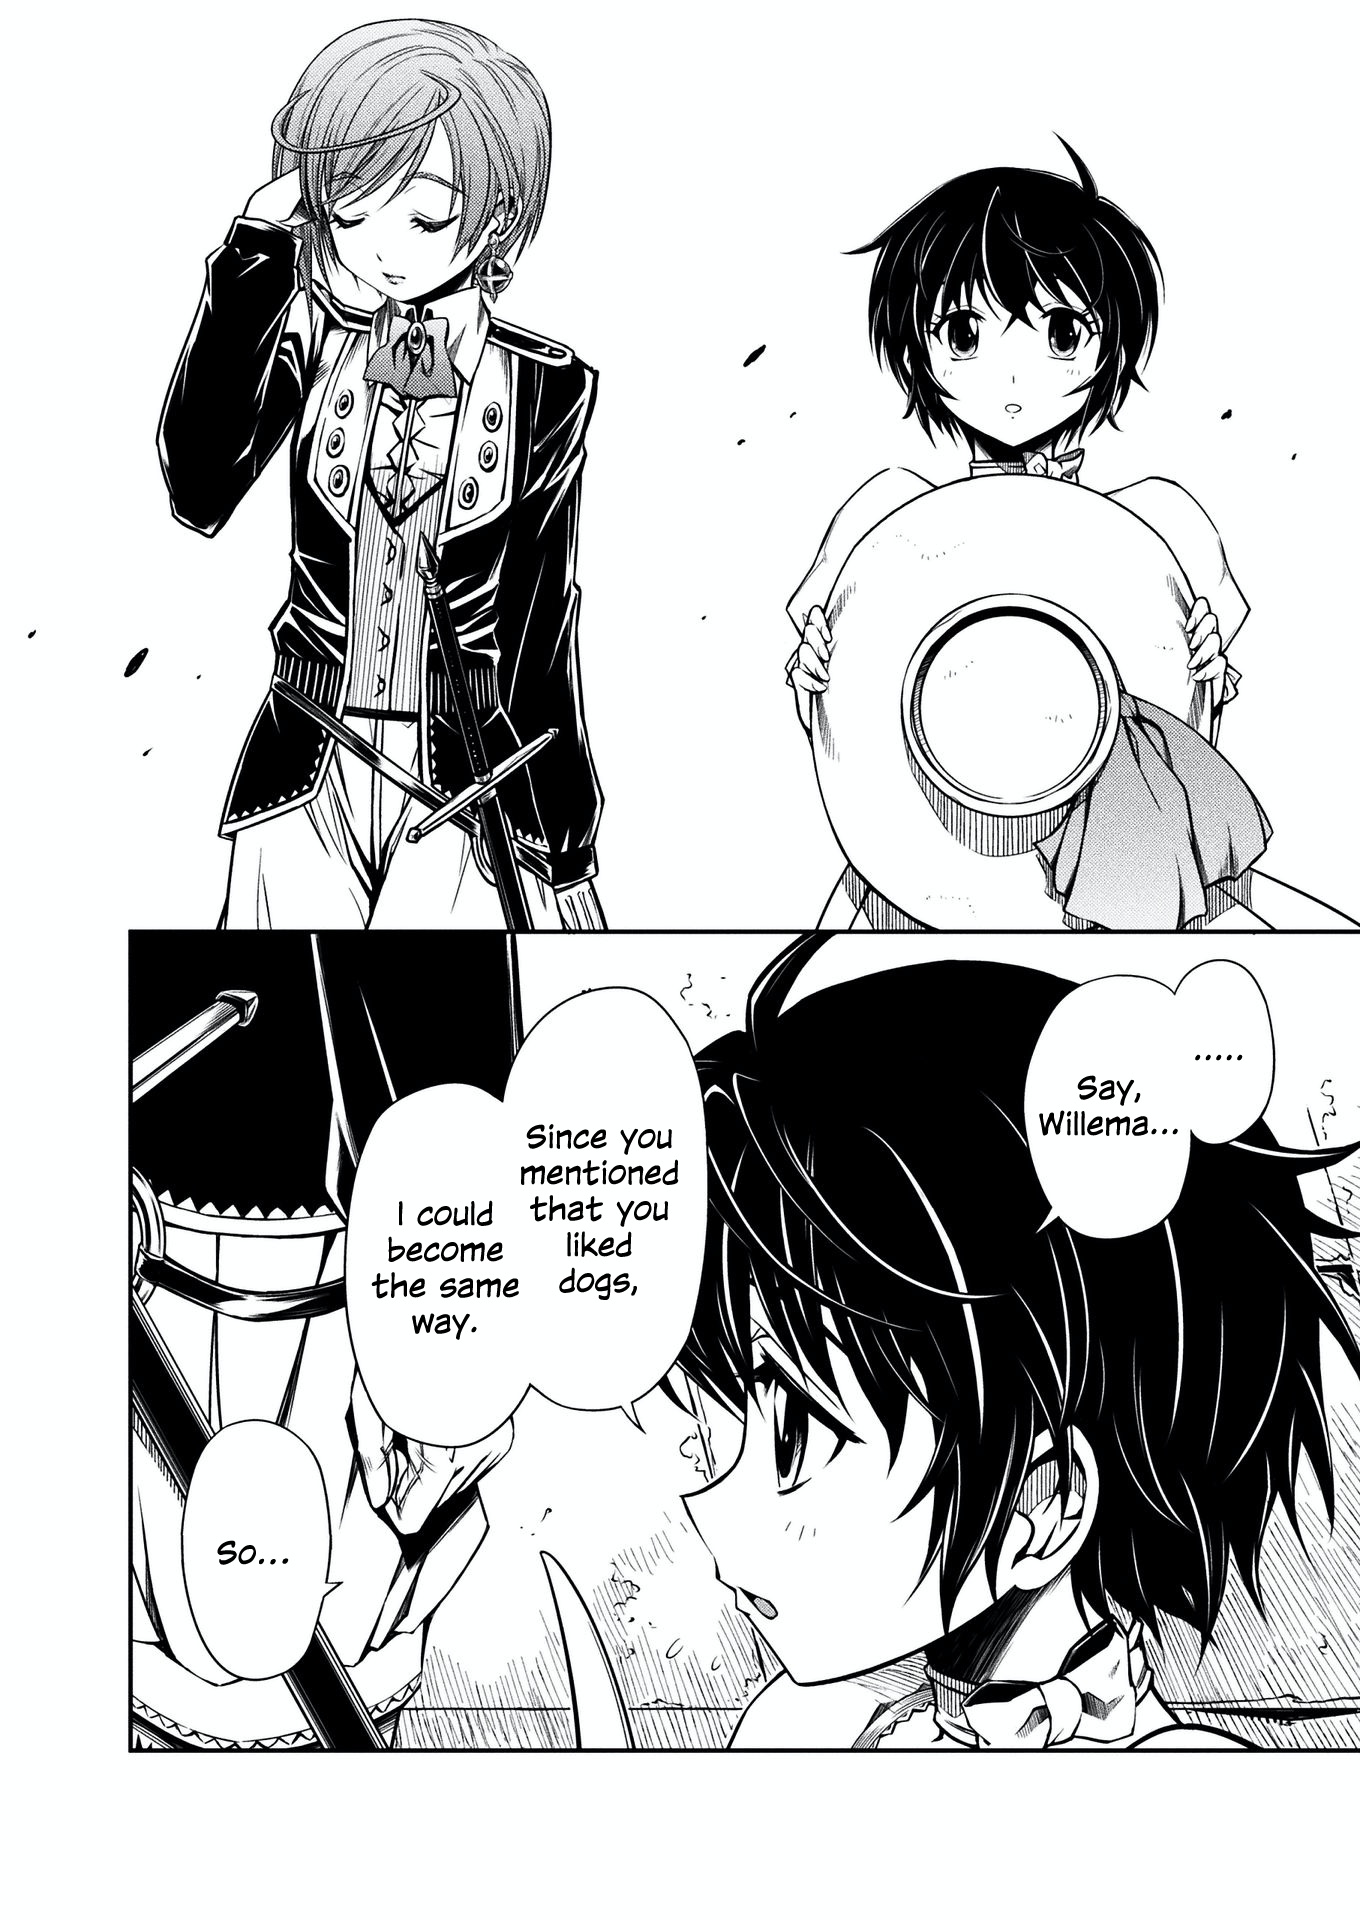 .....
Say,
Willema...
Since you
mentioned
that you
liked
dogs,
I could
become
the same
way.
So...